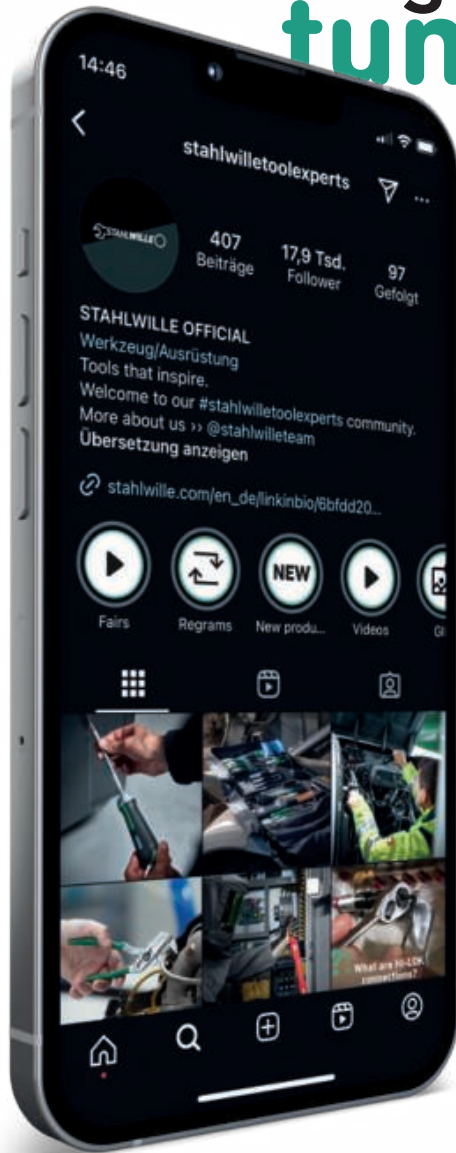 tun
14:46
stahlwilletoolexperts
STAHLWILLE
407
Beiträge
17,9 Tsd.
Follower
97
Gefolgt
STAHLWILLE OFFICIAL
Werkzeug/Ausrüstung
Tools that inspire.
Welcome to our #stahlwilletoolexperts community.
More about us ›› @stahlwilleteam
Übersetzung anzeigen
stahlwille.com/en_de/linkinbio/6bfdd20...
NEW
Fairs
Regrams
New produ...
Videos
What are HI-LOK
connections?